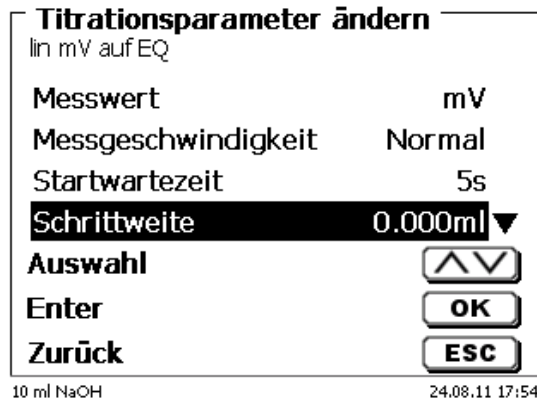 Titrationsparameter ändern
lin mV auf EQ
Messwert mV
Messgeschwindigkeit Normal
Startwartezeit 5s
Schrittweite 0.000ml ▼
Auswahl
Enter OK
Zurück ESC
10 ml NaOH 24.08.11 17:54